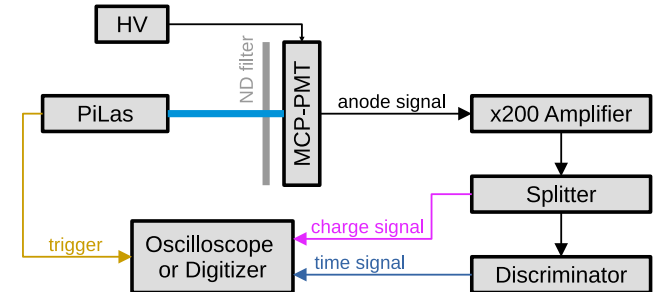 HV
ND filter
MCP-PMT
PiLas
anode signal
x200 Amplifier
Splitter
charge signal
trigger
Oscilloscope
or Digitizer
time signal
Discriminator